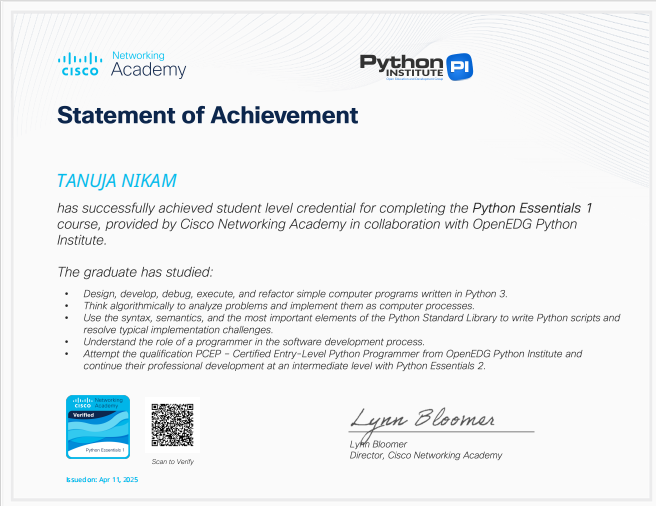 Networking
CISCO Academy
Python
INSTITUTE
PI
Statement of Achievement
TANUJA NIKAM
has successfully achieved student level credential for completing the Python Essentials 1
course, provided by Cisco Networking Academy in collaboration with OpenEDG Python
Institute.
The graduate has studied:
• Design, develop, debug, execute, and refactor simple computer programs written in Python 3.
• Think algorithmically to analyze problems and implement them as computer processes.
• Use the syntax, semantics, and the most important elements of the Python Standard Library to write Python scripts and
resolve typical implementation challenges.
• Understand the role of a programmer in the software development process.
• Attempt the qualification PCEP – Certified Entry-Level Python Programmer from OpenEDG Python Institute and
continue their professional development at an intermediate level with Python Essentials 2.
Networking
CISCO Academy
Verified
Python Essentials 1
Scan to Verify
Lynn Bloomer
Lynn Bloomer
Director, Cisco Networking Academy
Issued on: Apr 11, 2025